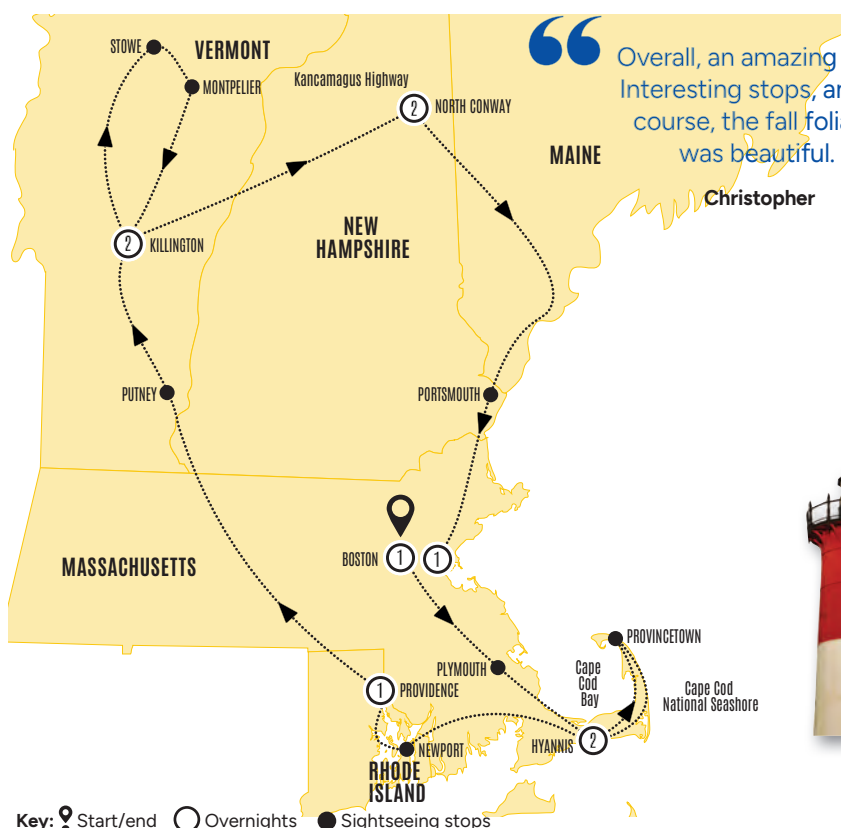 “
Overall, an amazing
Interesting stops, an
course, the fall folia
was beautiful.
Christopher
STOWE
VERMONT
MONTPELIER
Kancamagus Highway
2
NORTH CONWAY
MAINE
2
KILLINGTON
NEW
HAMPSHIRE
PUTNEY
PORTSMOUTH
MASSACHUSETTS
BOSTON
1
1
PROVINCETOWN
PLYMOUTH
Cape
Cod
Bay
Cape Cod
National Seashore
1
PROVIDENCE
NEWPORT
HYANNIS
2
RHODE
ISLAND
Key: Start/end Overnights Sightseeing stops